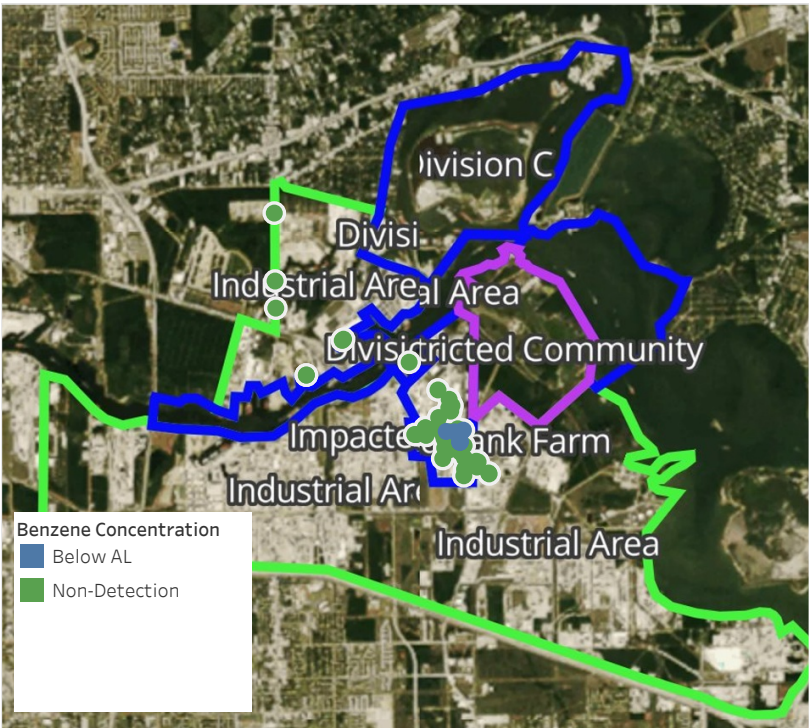 ivision C
Divisi
Industrial Area
al Area
Divisi
tricted Community
Impacte
ank Farm
Industrial Are
Industrial Area
Benzene Concentration
Below AL
Non-Detection